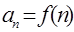 aₙ = f(n)